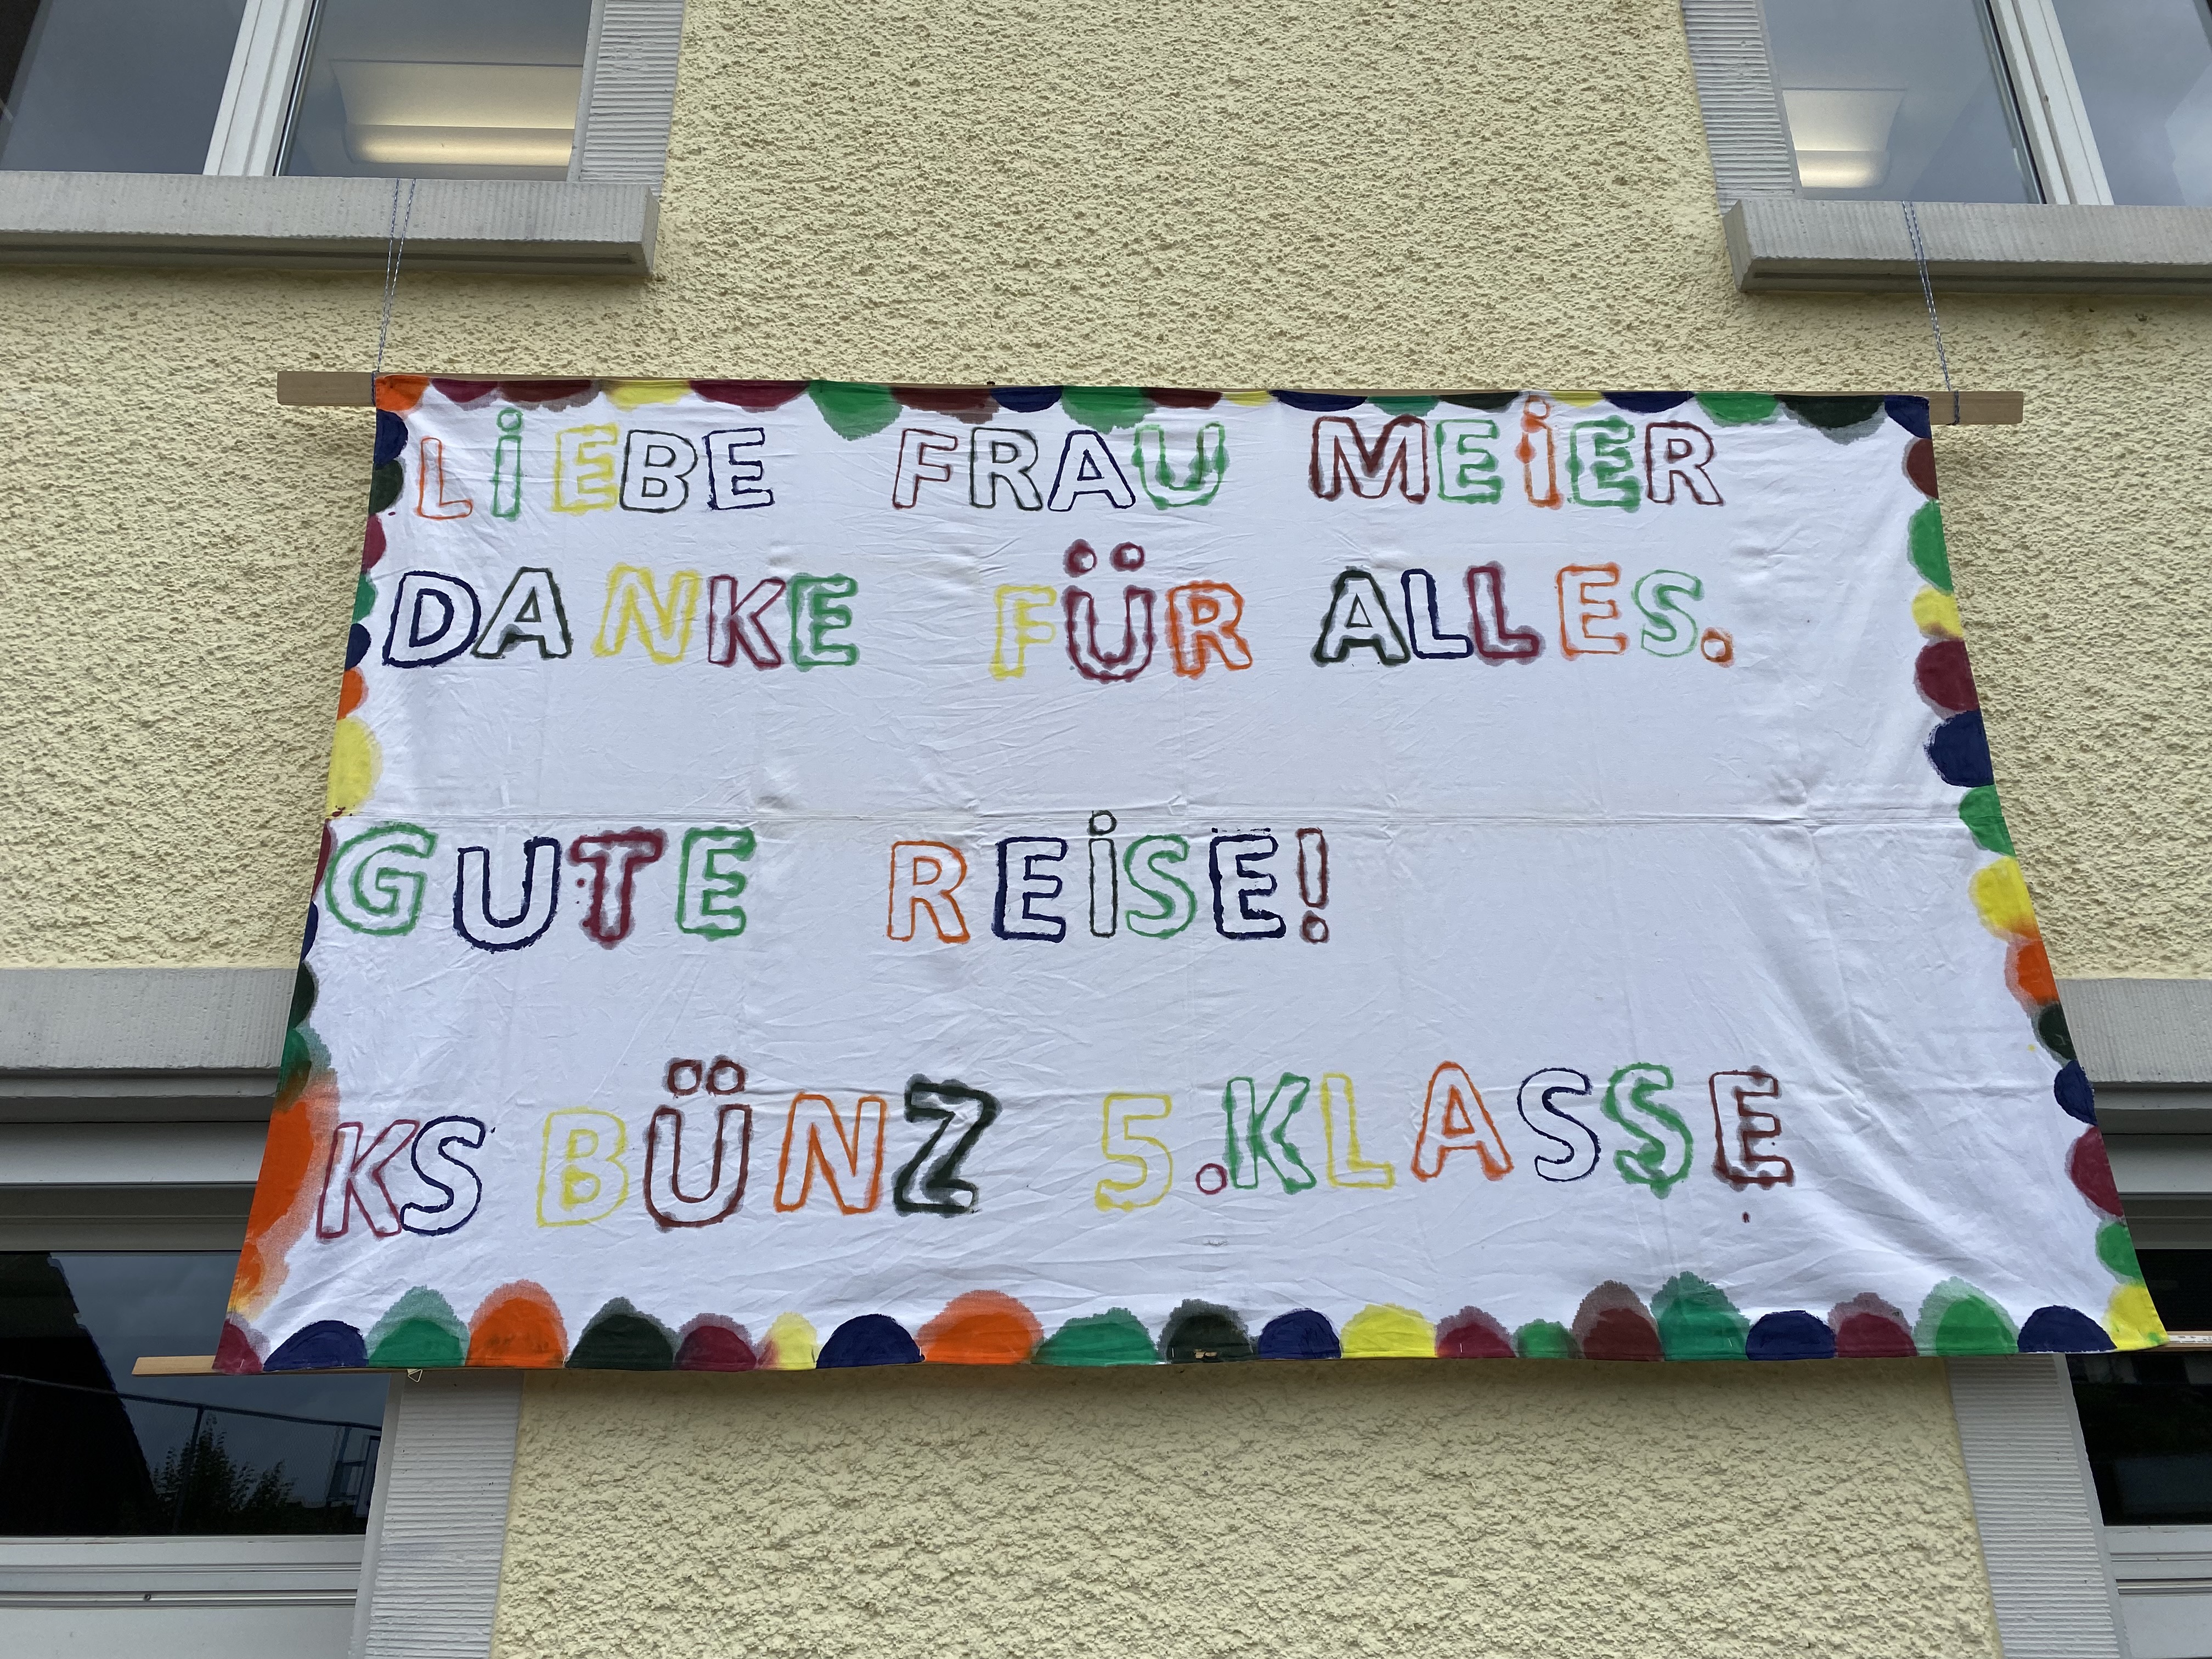 LiEBE FRAU MEiER
DANKE FÜR ALLES.
GUTE REiSE!
KS BÜNZ 5.KLASSE